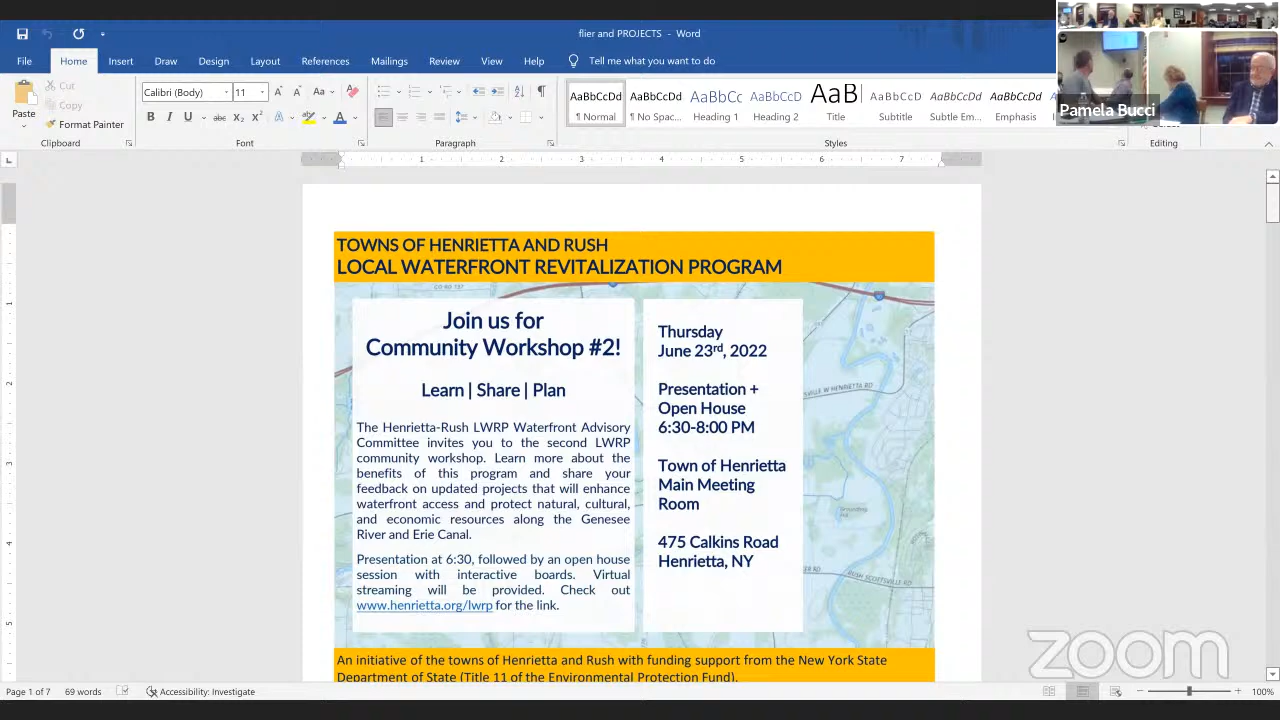 flier and PROJECTS - Word
File Home Insert Draw Design Layout References Mailings Review View Help Tell me what you want to do
Pamela Bucci
Paste
Cut
Copy
Format Painter
Calibri (Body) 11
AaBbCcDd AaBbCcDd AaBbCc AaBbCcD AaB AaBbCcD AaBbCcDd AaBbCcDd
¶ Normal ¶ No Spac... Heading 1 Heading 2 Title Subtitle Subtle Em... Emphasis
Clipboard Font Paragraph Styles Editing
1 2 3 4 5 6 7
TOWNS OF HENRIETTA AND RUSH
LOCAL WATERFRONT REVITALIZATION PROGRAM
Join us for
Community Workshop #2!
Learn | Share | Plan
The Henrietta-Rush LWRP Waterfront Advisory
Committee invites you to the second LWRP
community workshop. Learn more about the
benefits of this program and share your
feedback on updated projects that will enhance
waterfront access and protect natural, cultural,
and economic resources along the Genesee
River and Erie Canal.
Presentation at 6:30, followed by an open house
session with interactive boards. Virtual
streaming will be provided. Check out
www.henrietta.org/lwrp for the link.
Thursday
June 23rd, 2022
Presentation +
Open House
6:30-8:00 PM
Town of Henrietta
Main Meeting
Room
475 Calkins Road
Henrietta, NY
RUSH SCOTTSVILLE RD
An initiative of the towns of Henrietta and Rush with funding support from the New York State
Department of State (Title 11 of the Environmental Protection Fund).
zoom
Page 1 of 7 69 words Accessibility: Investigate 100%